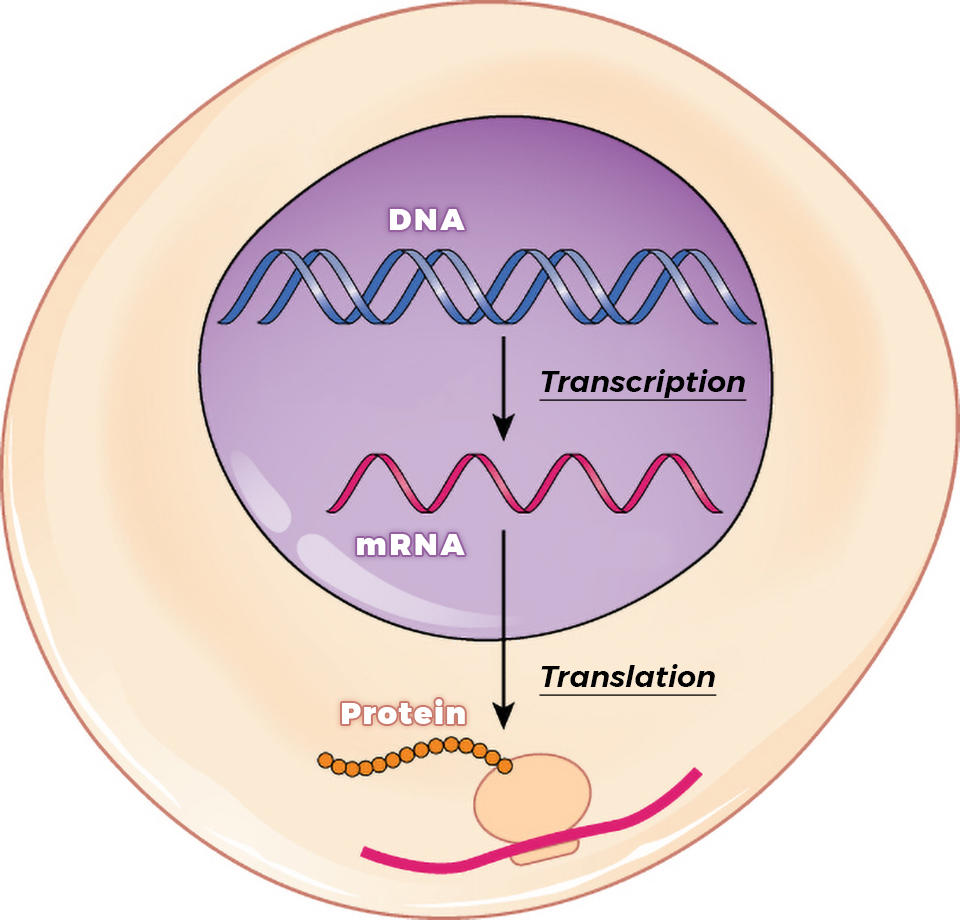 DNA
Transcription
mRNA
Translation
Protein